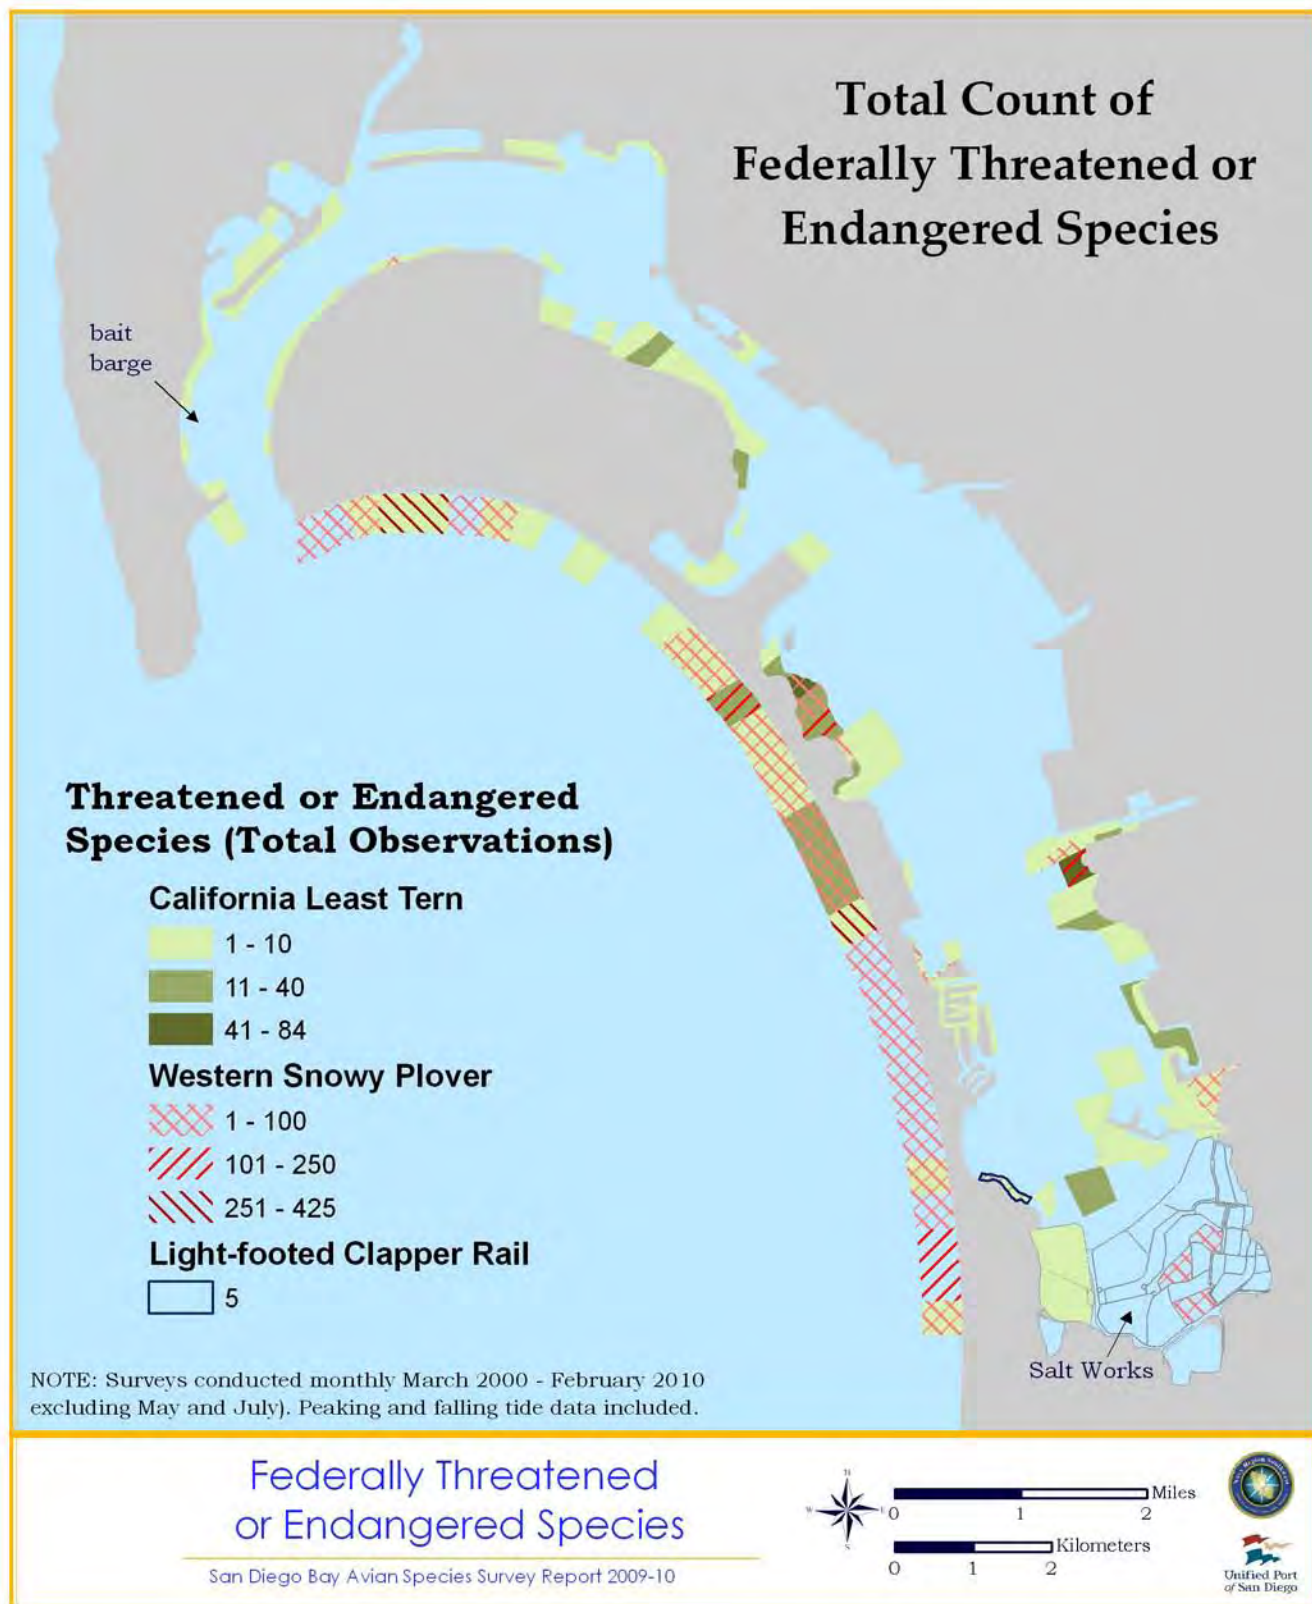 Total Count of
Federally Threatened or
Endangered Species
bait
barge
Threatened or Endangered
Species (Total Observations)
California Least Tern
1 - 10
11 - 40
41 - 84
Western Snowy Plover
1 - 100
101 - 250
251 - 425
Light-footed Clapper Rail
5
Salt Works
NOTE: Surveys conducted monthly March 2000 - February 2010
excluding May and July). Peaking and falling tide data included.
Federally Threatened
or Endangered Species
San Diego Bay Avian Species Survey Report 2009-10
N
W
E
S
Miles
0 1 2
Kilometers
0 1 2
Unified Port
of San Diego